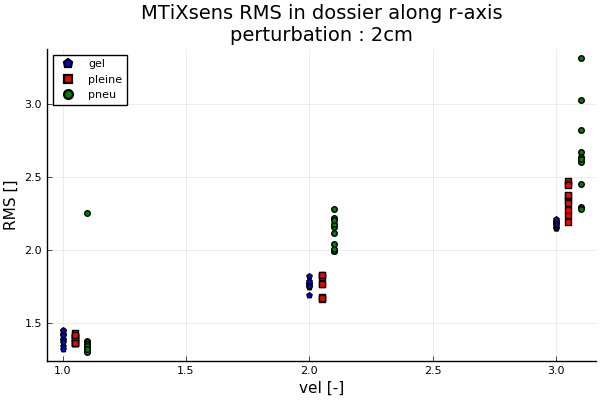 MTiXsens RMS in dossier along r-axis
perturbation : 2cm
gel
pleine
pneu
RMS []
3.0
2.5
2.0
1.5
1.0
1.5
2.0
2.5
3.0
vel [-]